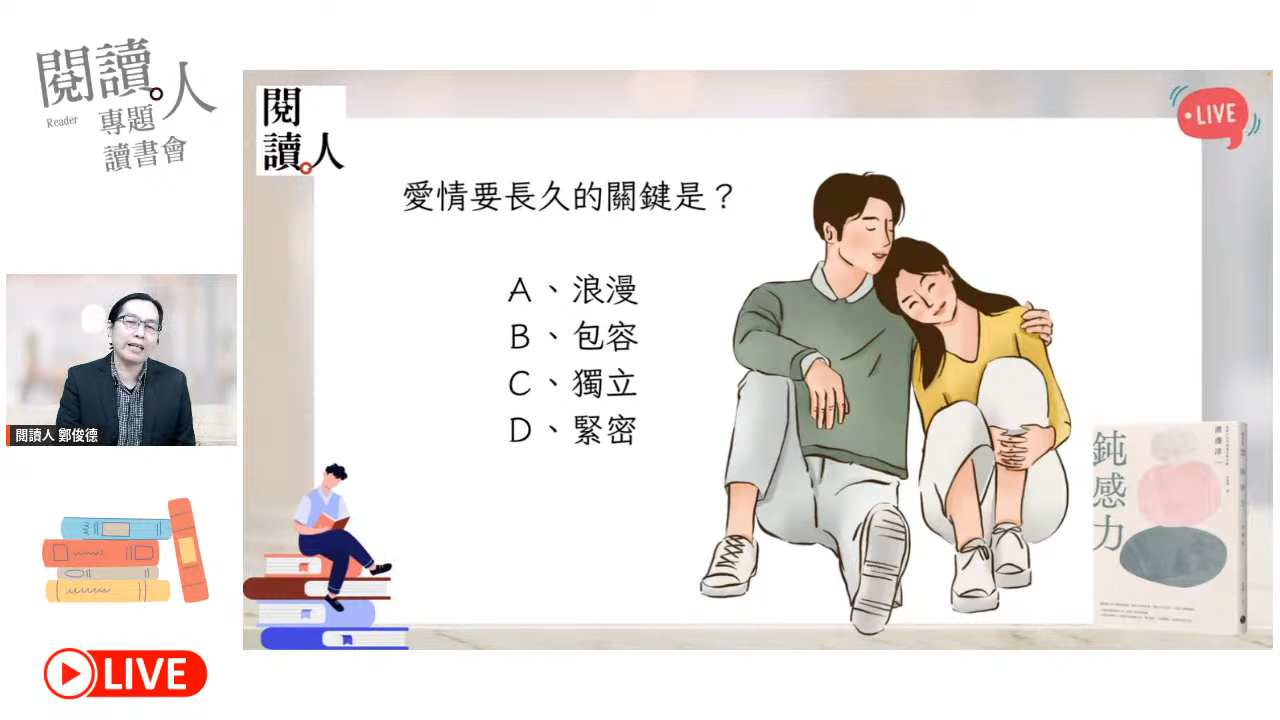 閱讀。人
Reader
專題
讀書會
閱讀人 鄭俊德
LIVE
閱
讀。人
LIVE
愛情要長久的關鍵是？
A、浪漫
B、包容
C、獨立
D、緊密
鈍感力
渡邊淳一